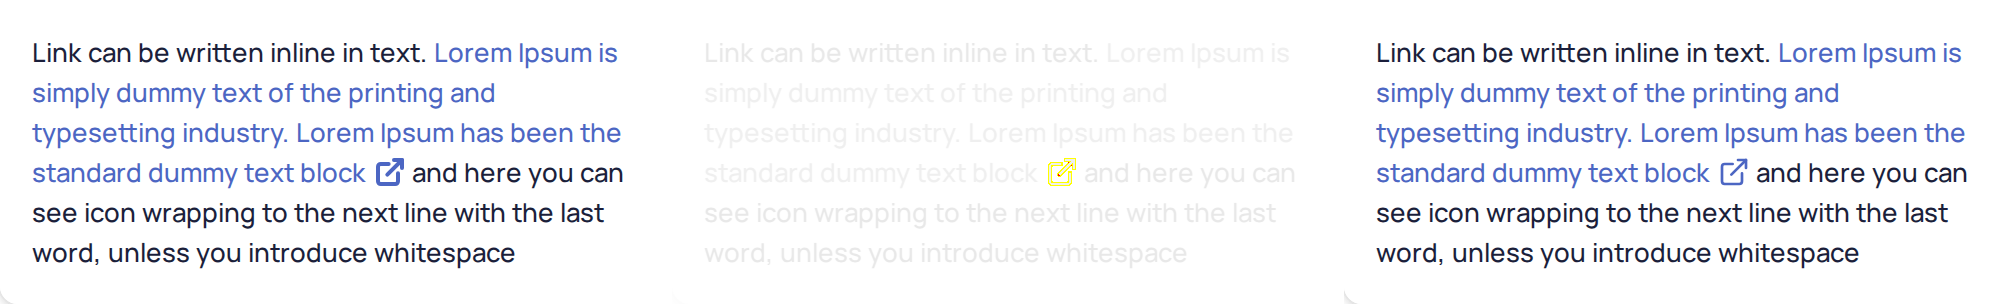 Link can be written inline in text. Lorem Ipsum is
simply dummy text of the printing and
typesetting industry. Lorem Ipsum has been the
standard dummy text block and here you can
see icon wrapping to the next line with the last
word, unless you introduce whitespace
Link can be written inline in text. Lorem Ipsum is
simply dummy text of the printing and
typesetting industry. Lorem Ipsum has been the
standard dummy text block and here you can
see icon wrapping to the next line with the last
word, unless you introduce whitespace
Link can be written inline in text. Lorem Ipsum is
simply dummy text of the printing and
typesetting industry. Lorem Ipsum has been the
standard dummy text block and here you can
see icon wrapping to the next line with the last
word, unless you introduce whitespace